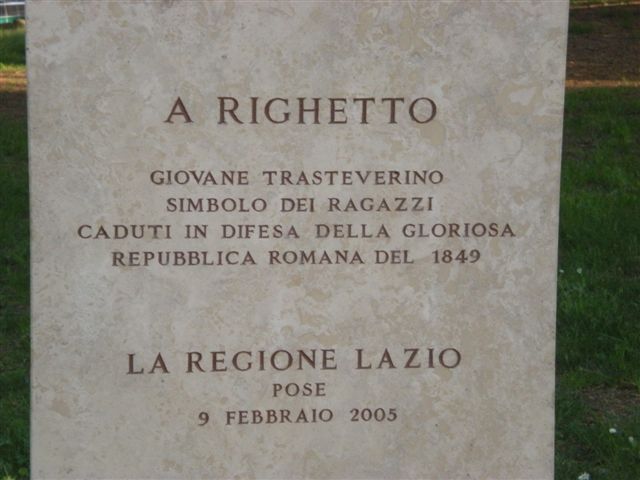 A RIGHETTO
GIOVANE TRASTEVERINO
SIMBOLO DEI RAGAZZI
CADUTI IN DIFESA DELLA GLORIOSA
REPUBBLICA ROMANA DEL 1849
LA REGIONE LAZIO
POSE
9 FEBBRAIO 2005